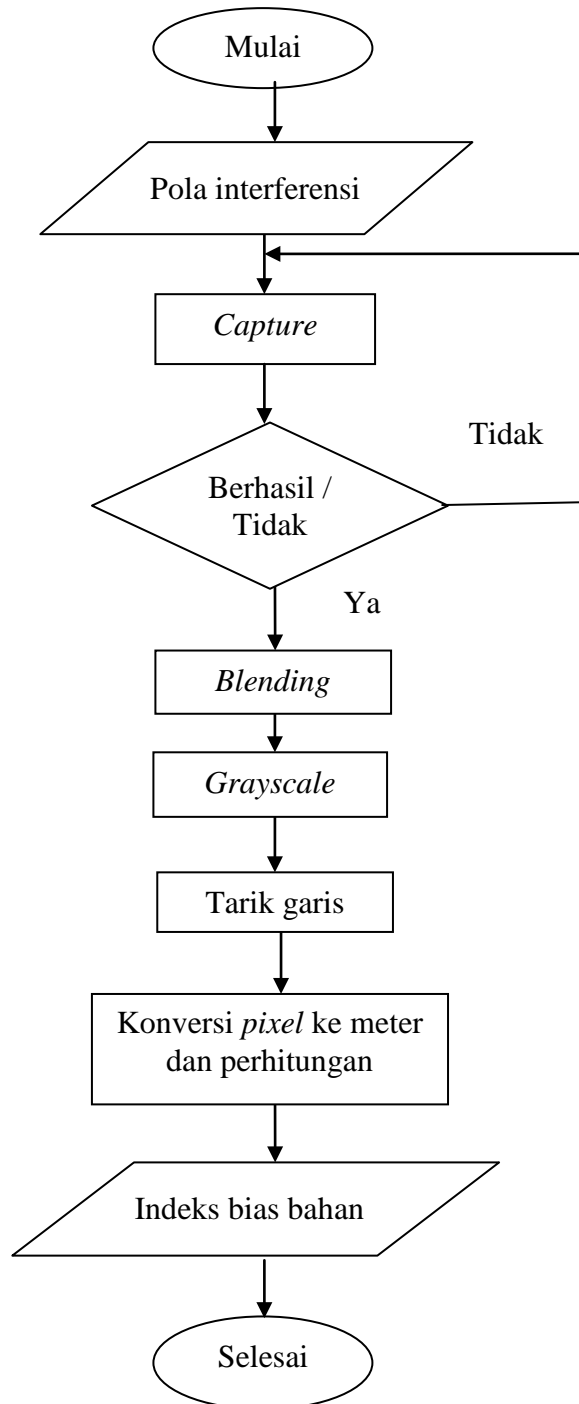 Mulai
Pola interferensi
Capture
Tidak
Berhasil /
Tidak
Ya
Blending
Grayscale
Tarik garis
Konversi pixel ke meter
dan perhitungan
Indeks bias bahan
Selesai